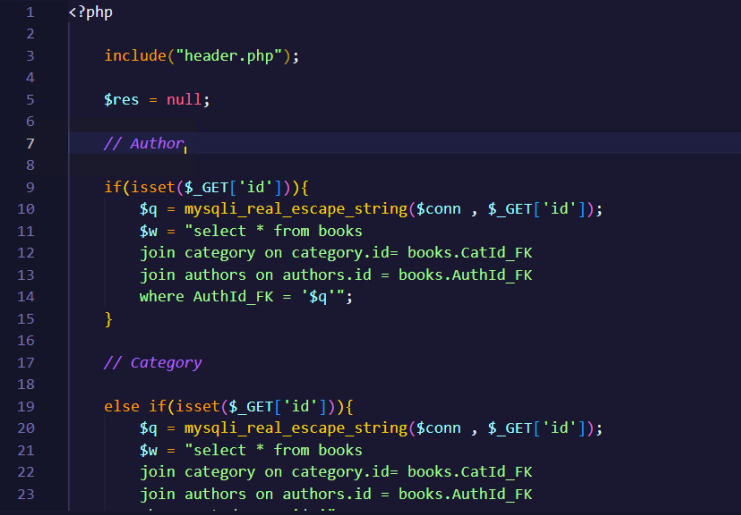 1 <?php
2
3 include("header.php");
4
5 $res = null;
6
7 // Author
8
9 if(isset($_GET['id'])){
10 $q = mysqli_real_escape_string($conn , $_GET['id']);
11 $w = "select * from books
12 join category on category.id= books.CatId_FK
13 join authors on authors.id = books.AuthId_FK
14 where AuthId_FK = '$q'";
15 }
16
17 // Category
18
19 else if(isset($_GET['id'])){
20 $q = mysqli_real_escape_string($conn , $_GET['id']);
21 $w = "select * from books
22 join category on category.id= books.CatId_FK
23 join authors on authors.id = books.AuthId_FK